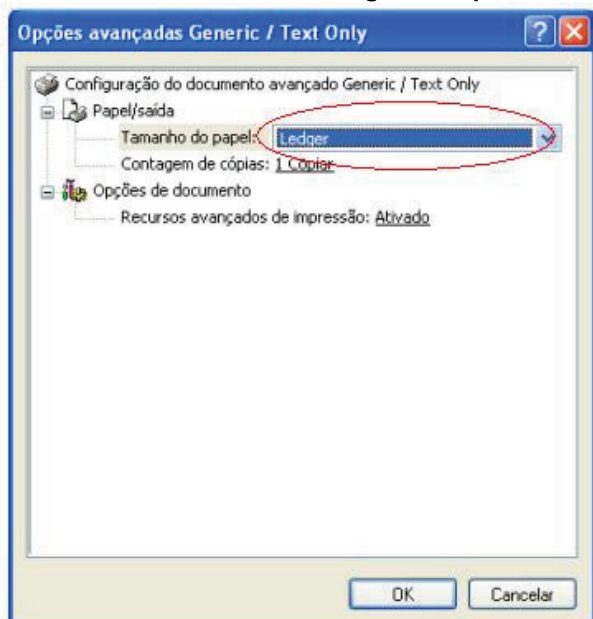 Opções avançadas Generic / Text Only
Configuração do documento avançado Generic / Text Only
Papel/saída
Tamanho do papel: Ledger
Contagem de cópias: 1 Copiar
Opções de documento
Recursos avançados de impressão: Ativado
OK Cancelar